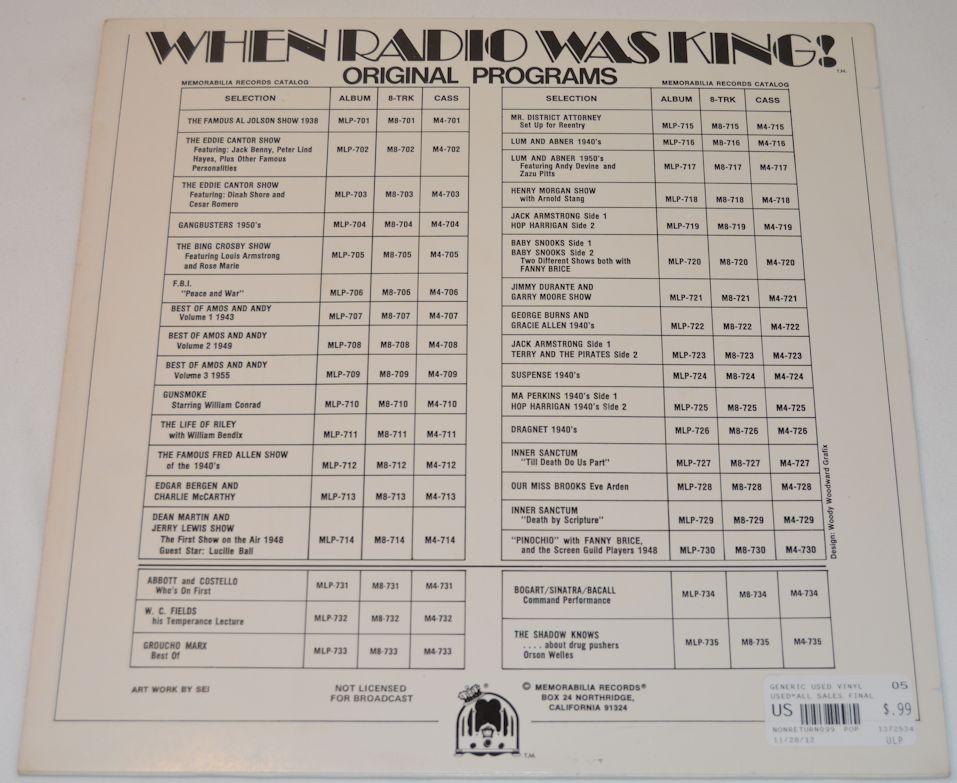 WHEN RADIO WAS KING!
T.M.
ORIGINAL PROGRAMS
MEMORABILIA RECORDS CATALOG
SELECTION ALBUM 8-TRK CASS
THE FAMOUS AL JOLSON SHOW 1938 MLP-701 M8-701 M4-701
THE EDDIE CANTOR SHOW
Featuring: Jack Benny, Peter Lind MLP-702 M8-702 M4-702
Hayes, Plus Other Famous
Personalities
THE EDDIE CANTOR SHOW
Featuring: Dinah Shore and MLP-703 M8-703 M4-703
Cesar Romero
GANGBUSTERS 1950's MLP-704 M8-704 M4-704
THE BING CROSBY SHOW
Featuring Louis Armstrong MLP-705 M8-705 M4-705
and Rose Marie
F.B.I.
"Peace and War" MLP-706 M8-706 M4-706
BEST OF AMOS AND ANDY
Volume 1 1943 MLP-707 M8-707 M4-707
BEST OF AMOS AND ANDY
Volume 2 1949 MLP-708 M8-708 M4-708
BEST OF AMOS AND ANDY
Volume 3 1955 MLP-709 M8-709 M4-709
GUNSMOKE
Starring William Conrad MLP-710 M8-710 M4-710
THE LIFE OF RILEY
with William Bendix MLP-711 M8-711 M4-711
THE FAMOUS FRED ALLEN SHOW
of the 1940's MLP-712 M8-712 M4-712
EDGAR BERGEN AND
CHARLIE McCARTHY MLP-713 M8-713 M4-713
DEAN MARTIN AND
JERRY LEWIS SHOW
The First Show on the Air 1948 MLP-714 M8-714 M4-714
Guest Star: Lucille Ball
ABBOTT and COSTELLO
Who's On First MLP-731 M8-731 M4-731
W. C. FIELDS
his Temperance Lecture MLP-732 M8-732 M4-732
GROUCHO MARX
Best Of MLP-733 M8-733 M4-733
MEMORABILIA RECORDS CATALOG
SELECTION ALBUM 8-TRK CASS
MR. DISTRICT ATTORNEY
Set Up for Reentry MLP-715 M8-715 M4-715
LUM AND ABNER 1940's MLP-716 M8-716 M4-716
LUM AND ABNER 1950's
Featuring Andy Devine and MLP-717 M8-717 M4-717
Zazu Pitts
HENRY MORGAN SHOW
with Arnold Stang MLP-718 M8-718 M4-718
JACK ARMSTRONG Side 1
HOP HARRIGAN Side 2 MLP-719 M8-719 M4-719
BABY SNOOKS Side 1
BABY SNOOKS Side 2
Two Different Shows both with MLP-720 M8-720 M4-720
FANNY BRICE
JIMMY DURANTE AND
GARRY MOORE SHOW MLP-721 M8-721 M4-721
GEORGE BURNS AND
GRACIE ALLEN 1940's MLP-722 M8-722 M4-722
JACK ARMSTRONG Side 1
TERRY AND THE PIRATES Side 2 MLP-723 M8-723 M4-723
SUSPENSE 1940's MLP-724 M8-724 M4-724
MA PERKINS 1940's Side 1
HOP HARRIGAN 1940's Side 2 MLP-725 M8-725 M4-725
DRAGNET 1940's MLP-726 M8-726 M4-726
INNER SANCTUM
"Till Death Do Us Part" MLP-727 M8-727 M4-727
OUR MISS BROOKS Eve Arden MLP-728 M8-728 M4-728
INNER SANCTUM
"Death by Scripture" MLP-729 M8-729 M4-729
"PINOCHIO" with FANNY BRICE,
and the Screen Guild Players 1948 MLP-730 M8-730 M4-730
BOGART/SINATRA/BACALL
Command Performance MLP-734 M8-734 M4-734
THE SHADOW KNOWS
. . . . about drug pushers MLP-735 M8-735 M4-735
Orson Welles
Design: Woody Woodward Grafix
ART WORK BY SEI
NOT LICENSED
FOR BROADCAST
T.M.
© MEMORABILIA RECORDS®
BOX 24 NORTHRIDGE,
CALIFORNIA 91324
GENERIC USED VINYL 05
USED*ALL SALES FINAL
US $.99
NONRETURN099 POP 1372534
11/28/12 ULP